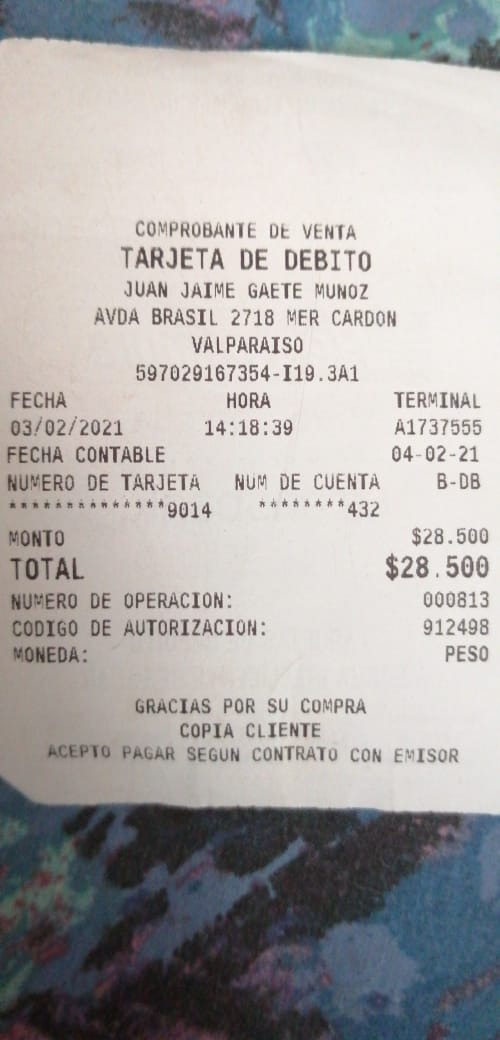 COMPROBANTE DE VENTA
TARJETA DE DEBITO
JUAN JAIME GAETE MUNOZ
AVDA BRASIL 2718 MER CARDON
VALPARAISO
597029167354-I19.3A1
FECHA HORA TERMINAL
03/02/2021 14:18:39 A1737555
FECHA CONTABLE 04-02-21
NUMERO DE TARJETA NUM DE CUENTA B-DB
**************9014 ********432
MONTO $28.500
TOTAL $28.500
NUMERO DE OPERACION: 000813
CODIGO DE AUTORIZACION: 912498
MONEDA: PESO
GRACIAS POR SU COMPRA
COPIA CLIENTE
ACEPTO PAGAR SEGUN CONTRATO CON EMISOR